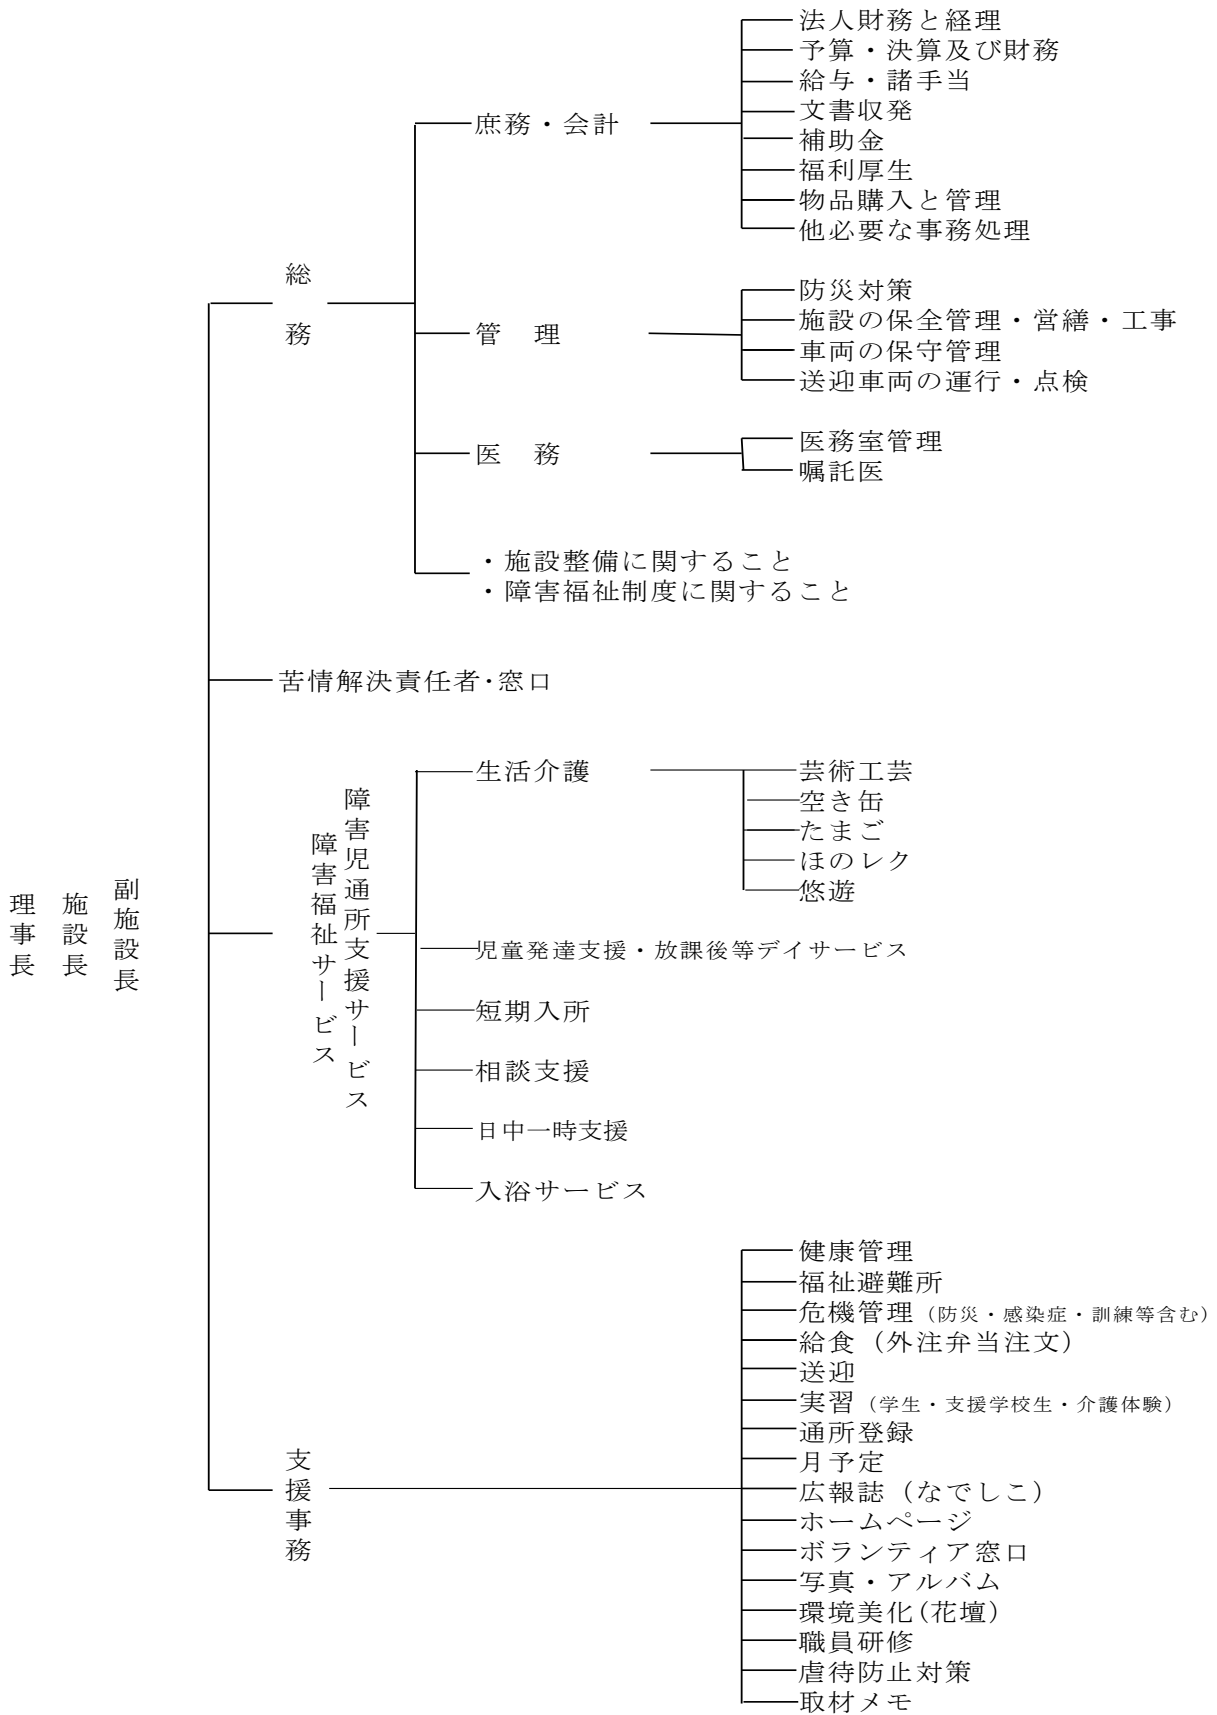 理事長
施設長
副施設長
総務
庶務・会計
法人財務と経理
予算・決算及び財務
給与・諸手当
文書収発
補助金
福利厚生
物品購入と管理
他必要な事務処理
管　理
防災対策
施設の保全管理・営繕・工事
車両の保守管理
送迎車両の運行・点検
医　務
医務室管理
嘱託医
・施設整備に関すること
・障害福祉制度に関すること
苦情解決責任者・窓口
障害児通所支援サービス
障害福祉サービス
生活介護
芸術工芸
空き缶
たまご
ほのレク
悠遊
児童発達支援・放課後等デイサービス
短期入所
相談支援
日中一時支援
入浴サービス
支援事務
健康管理
福祉避難所
危機管理（防災・感染症・訓練等含む）
給食（外注弁当注文）
送迎
実習（学生・支援学校生・介護体験）
通所登録
月予定
広報誌（なでしこ）
ホームページ
ボランティア窓口
写真・アルバム
環境美化(花壇）
職員研修
虐待防止対策
取材メモ